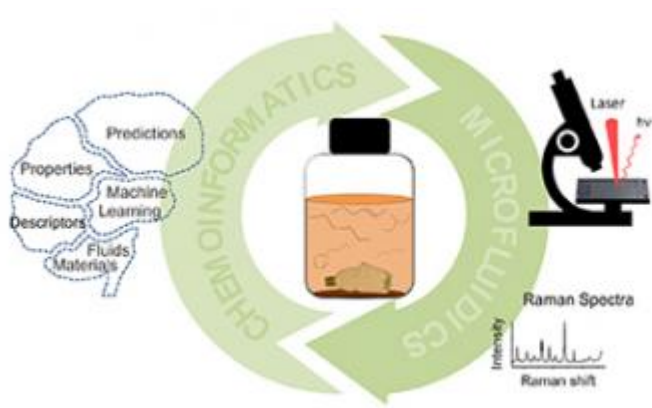 CHEMOINFORMATICS
MICROFLUIDICS
Predictions
Properties
Machine
Learning
Descriptors
Fluids
Materials
Laser
hν
Raman Spectra
Intensity
Raman shift